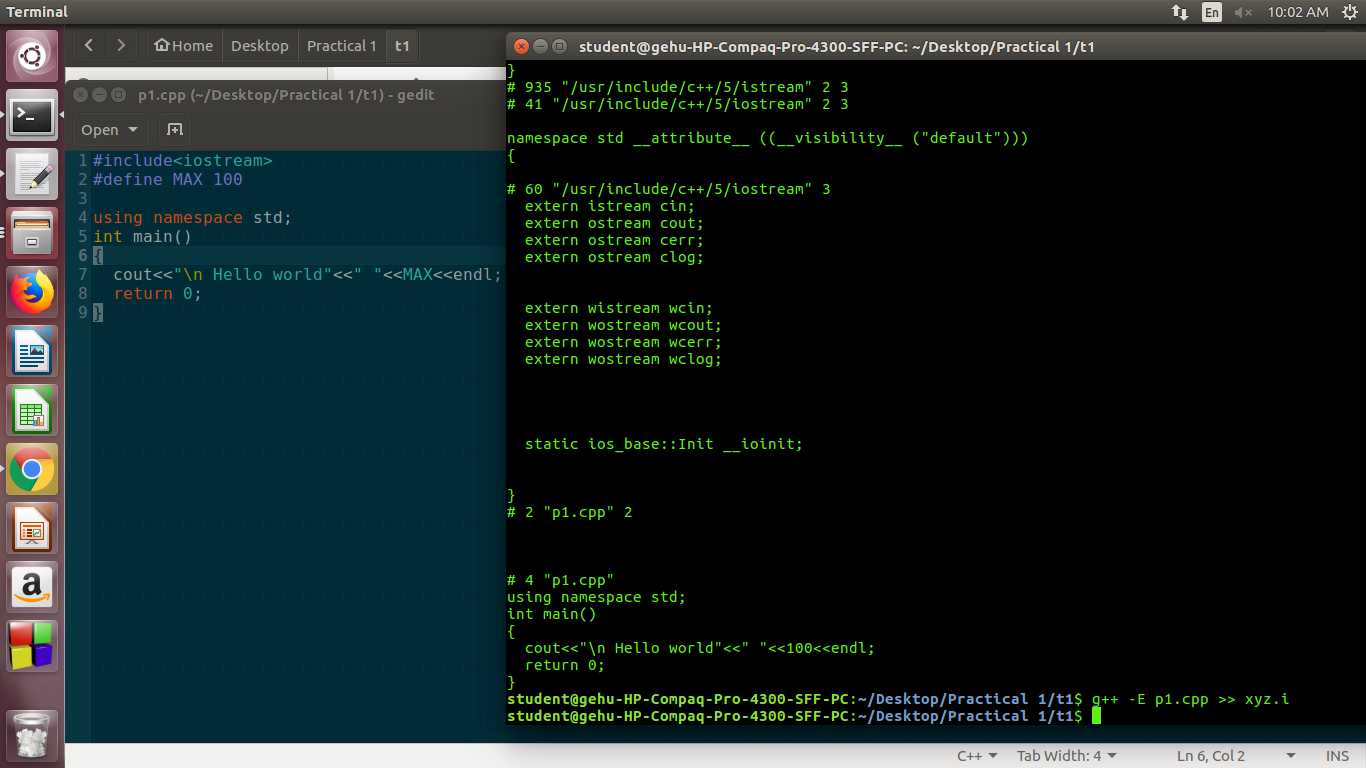 Terminal
En
10:02 AM
Home
Desktop
Practical 1
t1
p1.cpp (~/Desktop/Practical 1/t1) - gedit
Open
1 #include<iostream>
2 #define MAX 100
3
4 using namespace std;
5 int main()
6 {
7   cout<<"\n Hello world"<<" "<<MAX<<endl;
8   return 0;
9 }
student@gehu-HP-Compaq-Pro-4300-SFF-PC: ~/Desktop/Practical 1/t1
}
# 935 "/usr/include/c++/5/istream" 2 3
# 41 "/usr/include/c++/5/iostream" 2 3
namespace std __attribute__ ((__visibility__ ("default")))
{
# 60 "/usr/include/c++/5/iostream" 3
  extern istream cin;
  extern ostream cout;
  extern ostream cerr;
  extern ostream clog;
  extern wistream wcin;
  extern wostream wcout;
  extern wostream wcerr;
  extern wostream wclog;
  static ios_base::Init __ioinit;
}
# 2 "p1.cpp" 2
# 4 "p1.cpp"
using namespace std;
int main()
{
  cout<<"\n Hello world"<<" "<<100<<endl;
  return 0;
}
student@gehu-HP-Compaq-Pro-4300-SFF-PC:~/Desktop/Practical 1/t1$ g++ -E p1.cpp >> xyz.i
student@gehu-HP-Compaq-Pro-4300-SFF-PC:~/Desktop/Practical 1/t1$
C++
Tab Width: 4
Ln 6, Col 2
INS